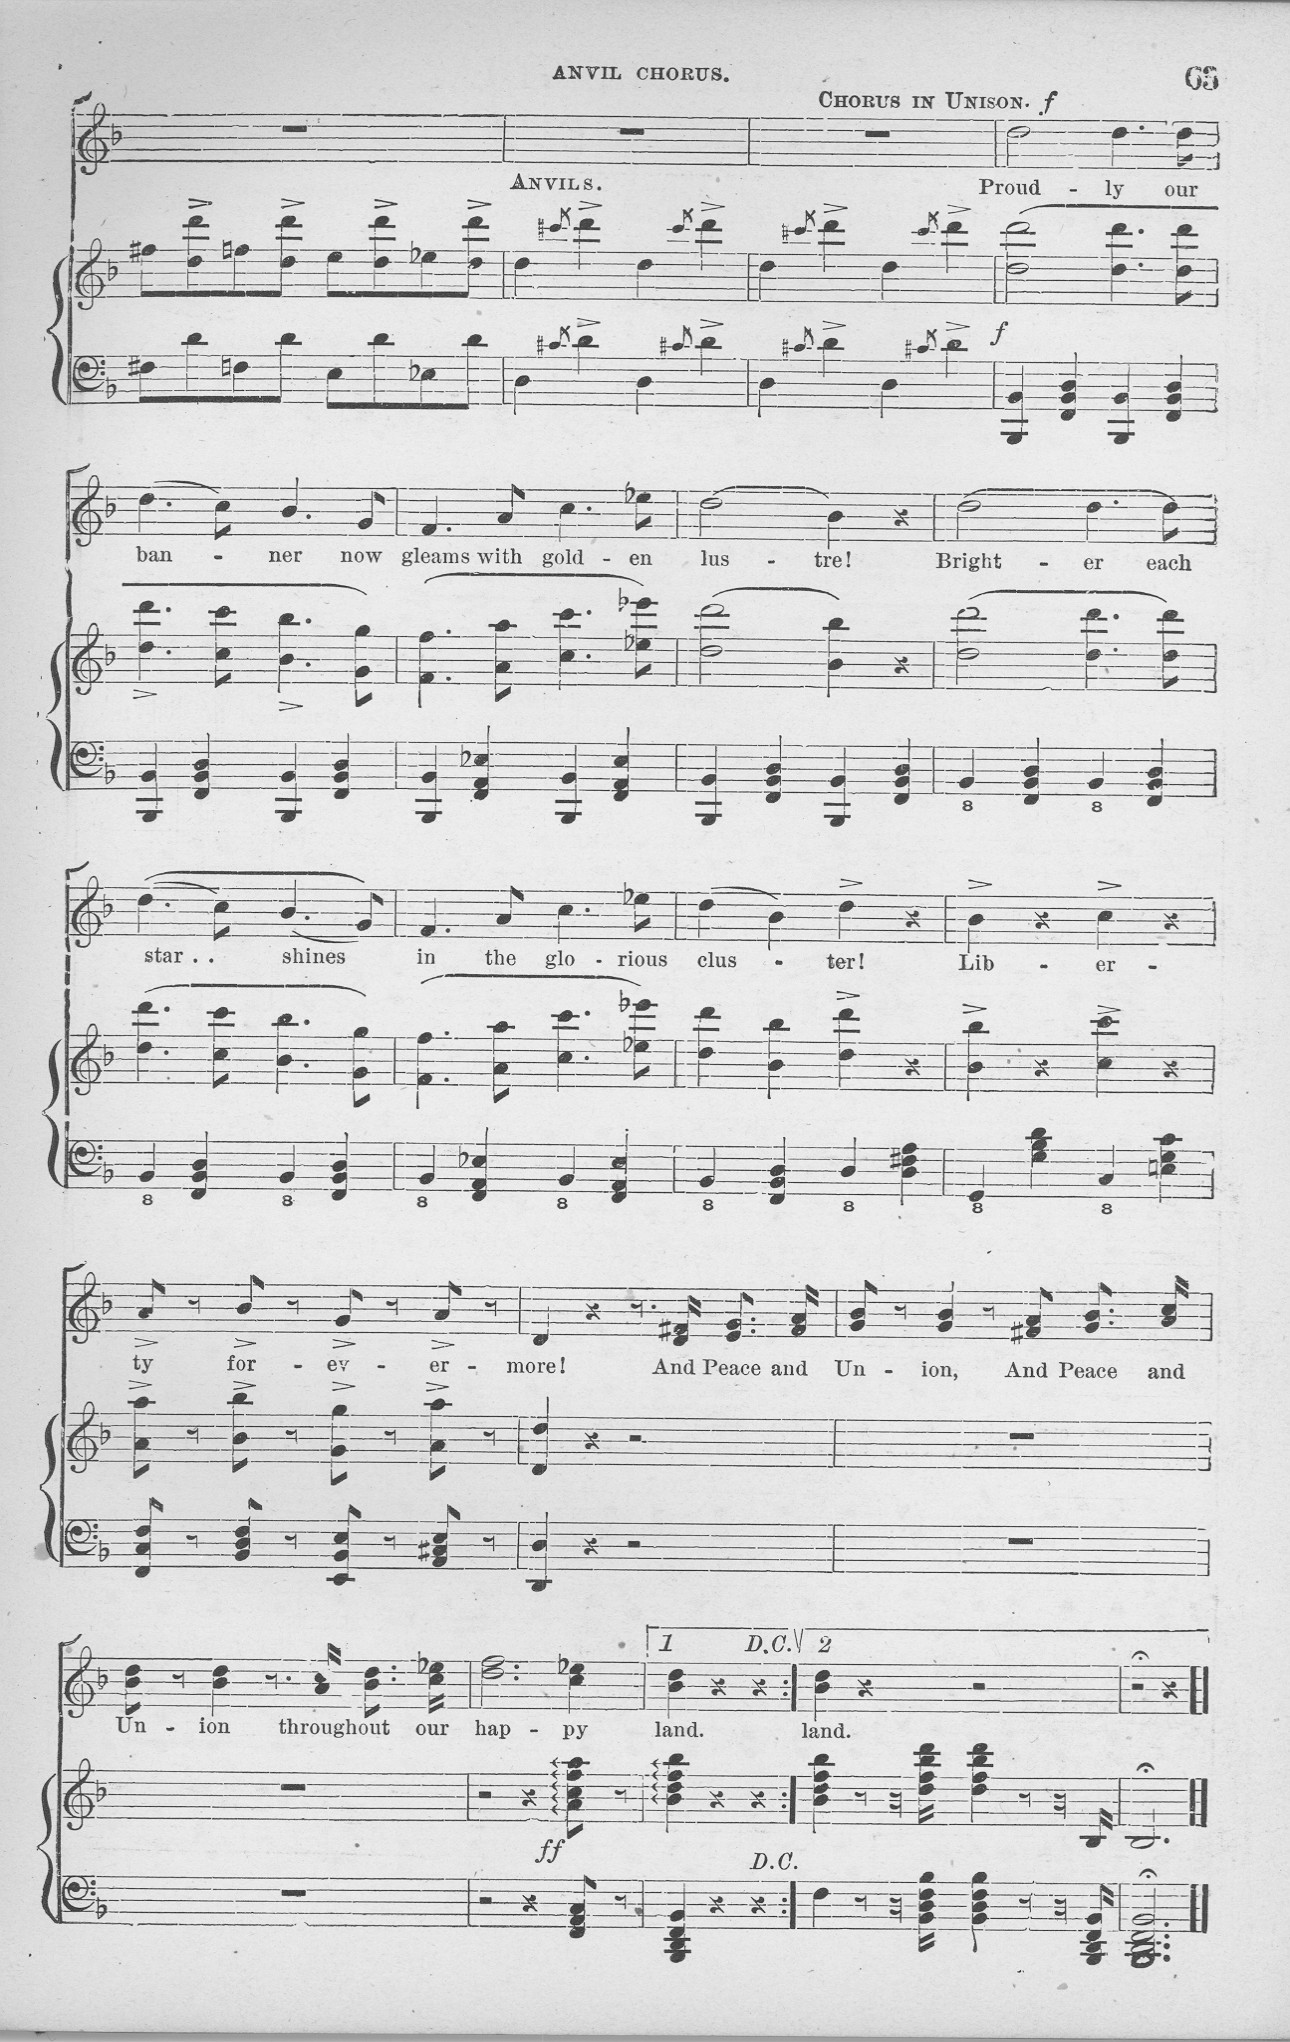 ANVIL CHORUS.
65
CHORUS IN UNISON. f
ANVILS.
Proud - ly our
f
ban - ner now gleams with gold - en lus - tre! Bright - er each
8 8
star . . shines in the glo - rious clus - ter! Lib - er -
8 8 8 8 8 8 8 8
ty for - ev - er - more! And Peace and Un - ion, And Peace and
1 D.C. 2
Un - ion throughout our hap - py land. land.
ff
D.C.